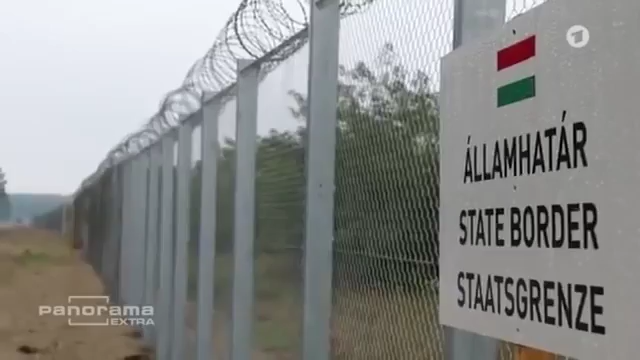 ÁLLAMHATÁR
STATE BORDER
STAATSGRENZE
panorama
EXTRA